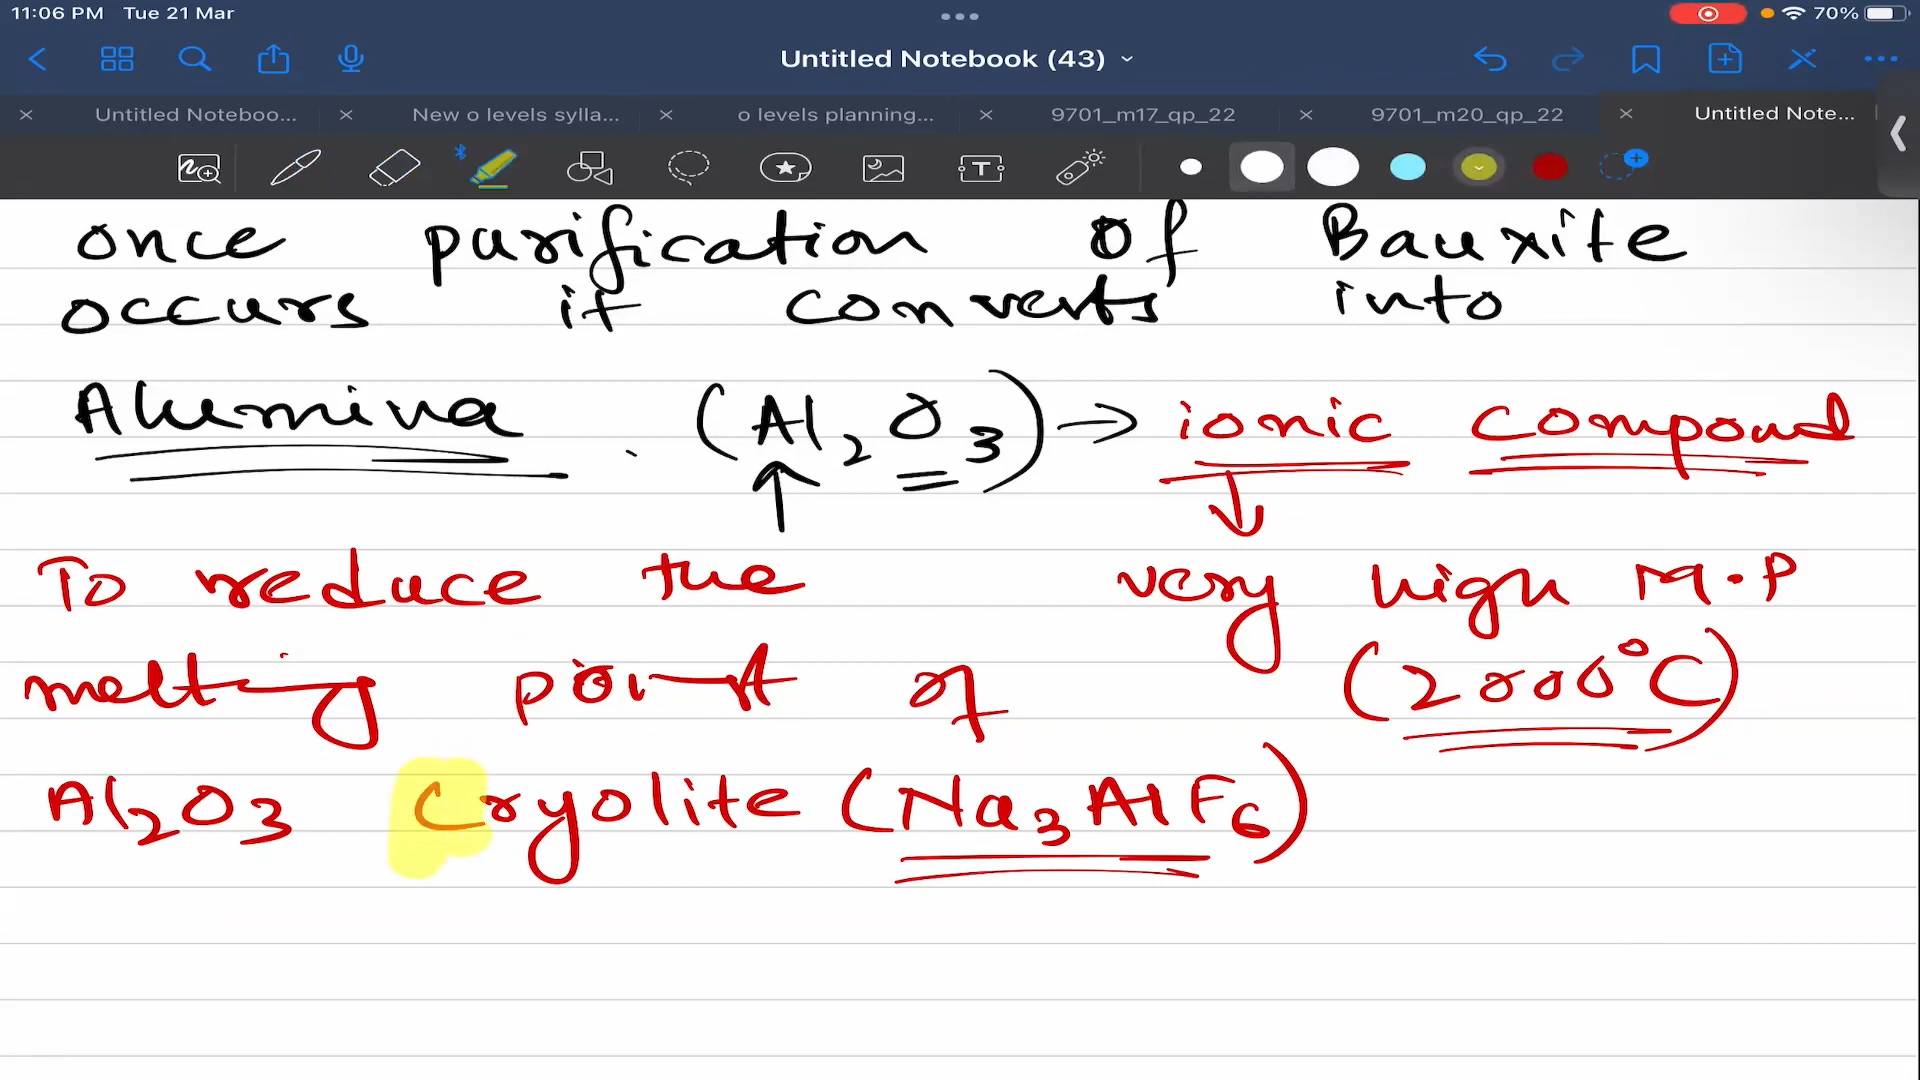 11:06 PM Tue 21 Mar
70%
Untitled Notebook (43)
Untitled Noteboo...
New o levels sylla...
o levels planning...
9701_m17_qp_22
9701_m20_qp_22
Untitled Note...
once purification of Bauxite
occurs it converts into
Alumina. (Al2O3) → ionic compound
To reduce the
melting point of
Al2O3 Cryolite (Na3AlF6)
very high M.P
(2000°C)